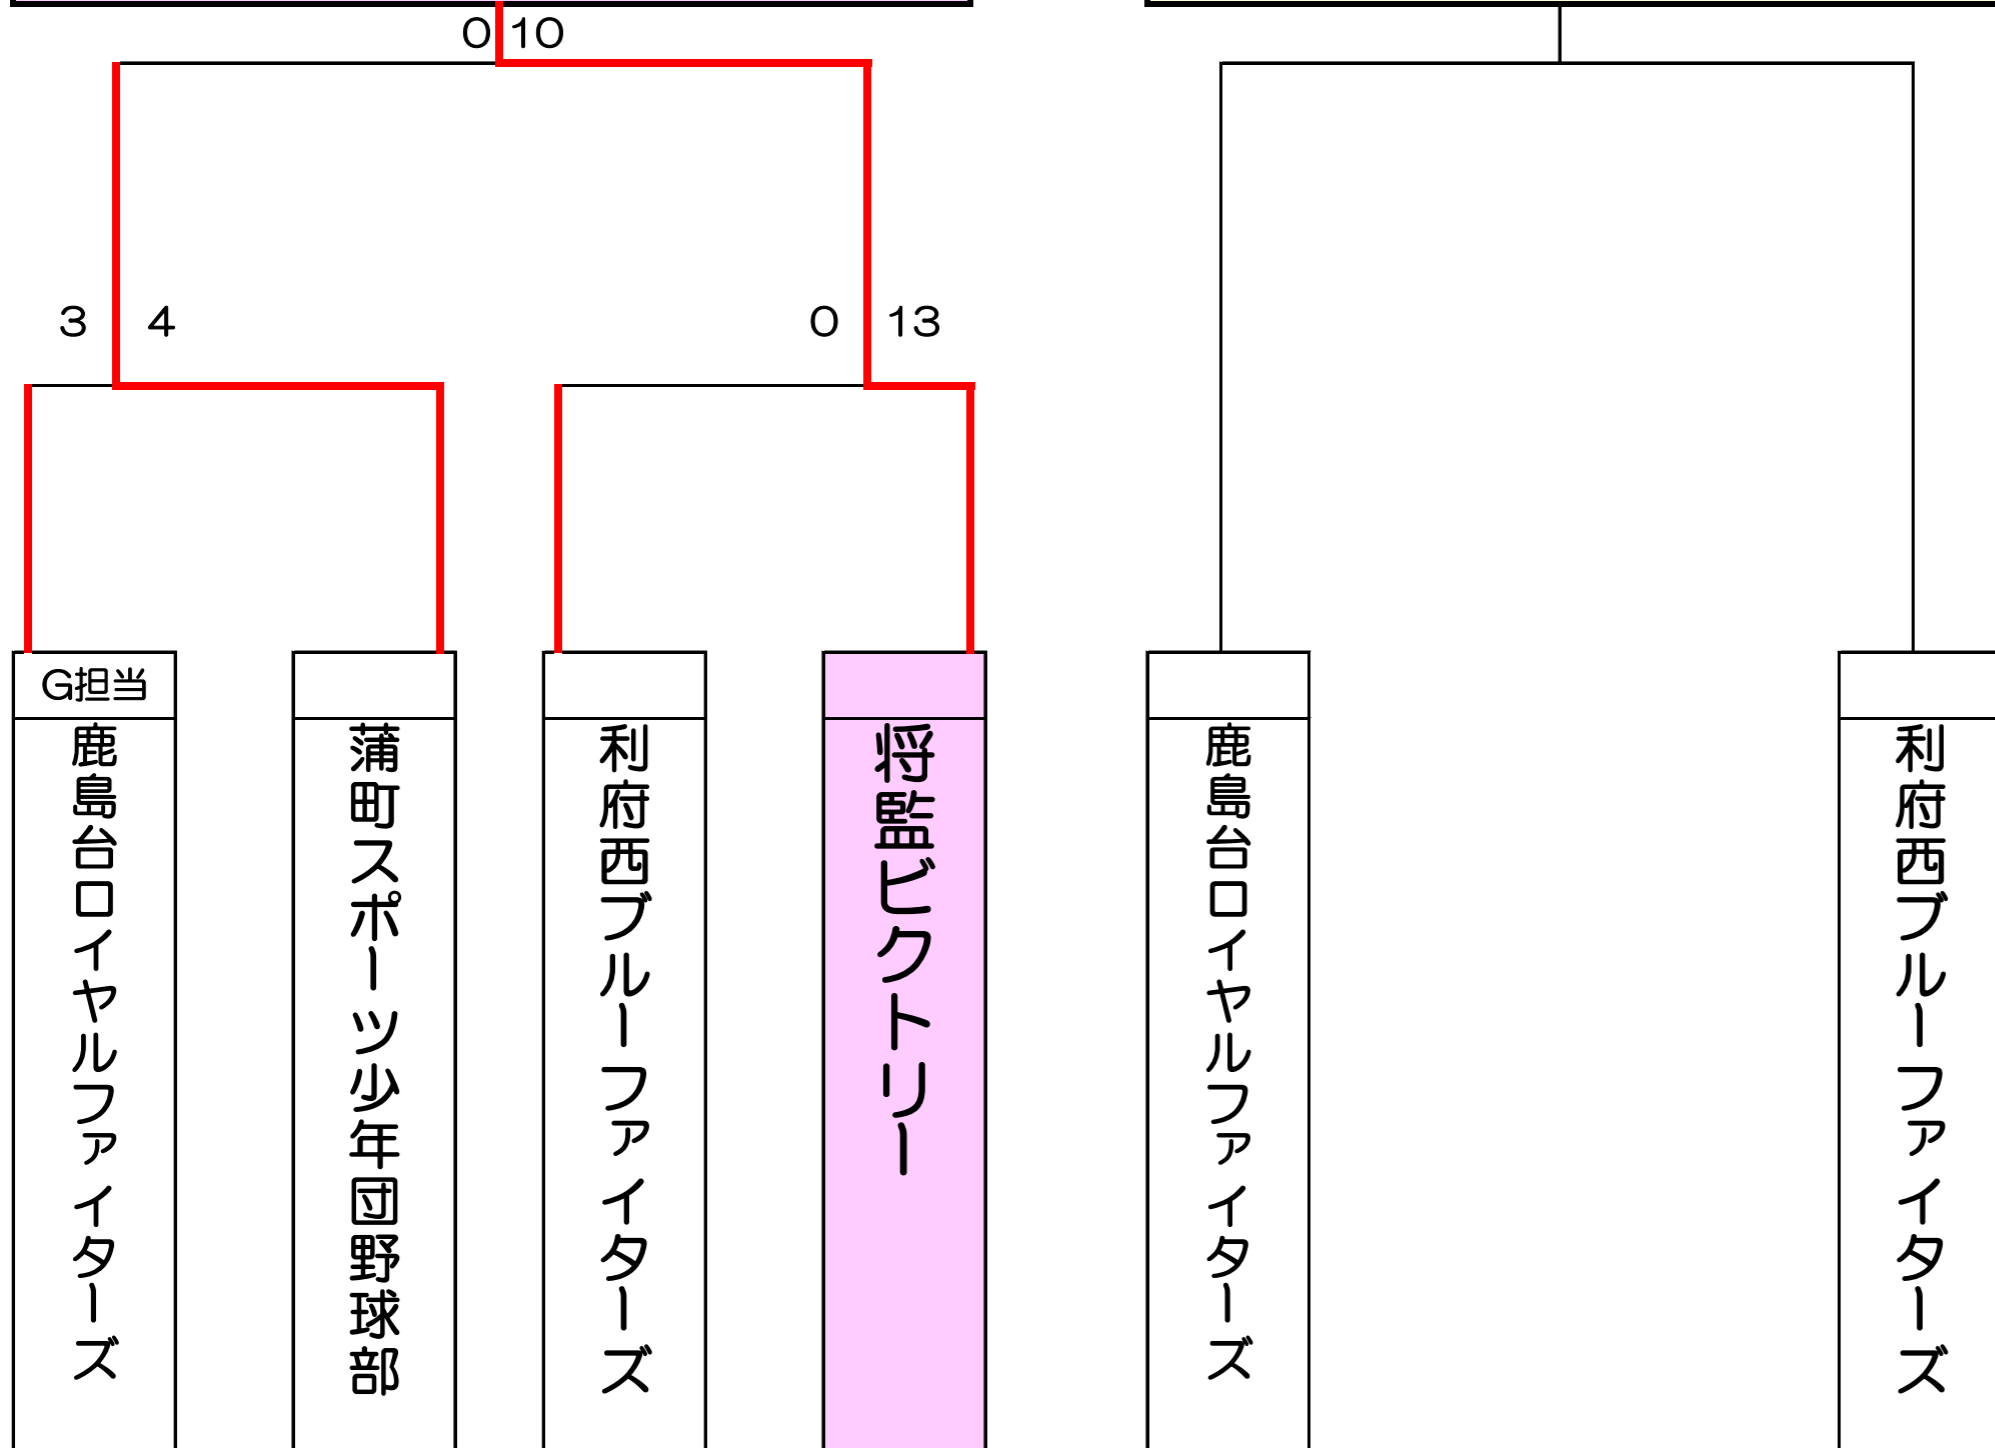 0 10
3 4
0 13
G担当
鹿島台ロイヤルファイターズ
蒲町スポーツ少年団野球部
利府西ブルーファイターズ
将監ビクトリー
鹿島台ロイヤルファイターズ
利府西ブルーファイターズ